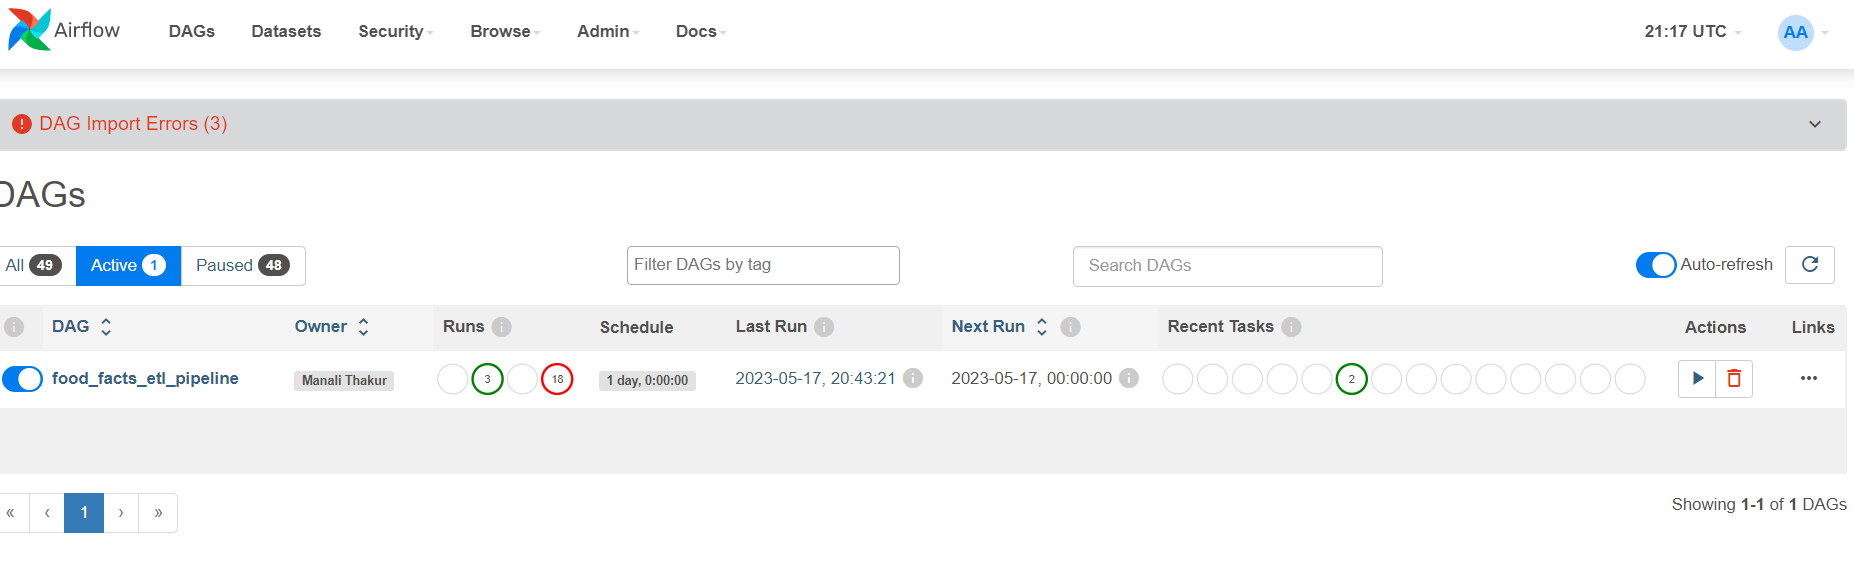 Airflow DAGs Datasets Security Browse Admin Docs 21:17 UTC AA
DAG Import Errors (3)
DAGs
All 49 Active 1 Paused 48 Filter DAGs by tag Search DAGs Auto-refresh
DAG Owner Runs Schedule Last Run Next Run Recent Tasks Actions Links
food_facts_etl_pipeline Manali Thakur 3 18 1 day, 0:00:00 2023-05-17, 20:43:21 2023-05-17, 00:00:00 2
« ‹ 1 › » Showing 1-1 of 1 DAGs